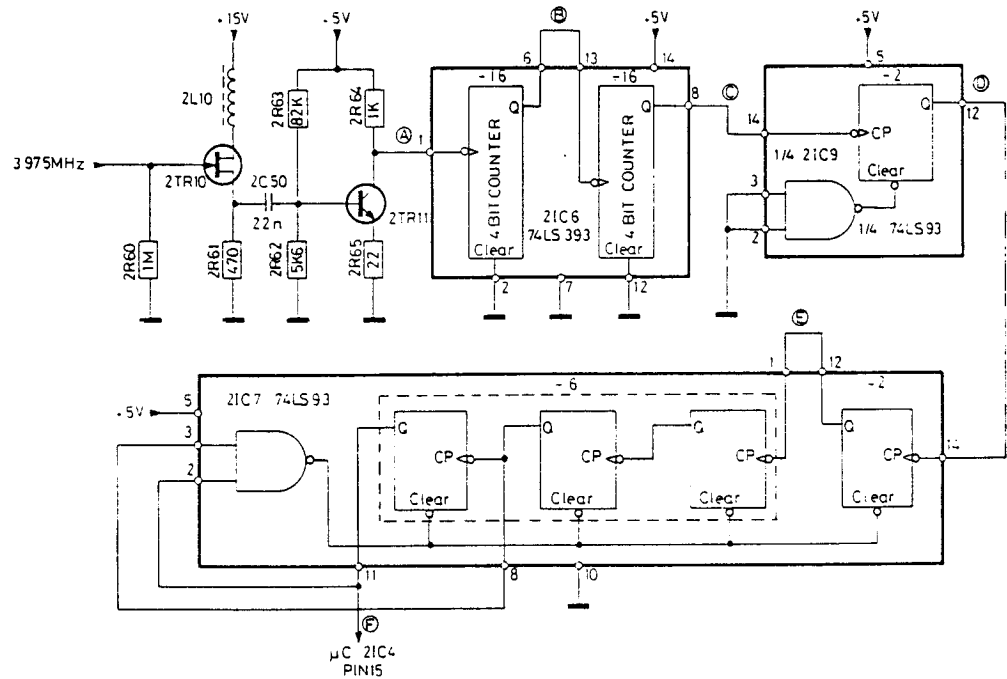 +15V
+5V
+5V
+5V
2L10
2R63
82K
2R64
1K
A
1
B
6
13
14
-16
-16
Q
Q
4 BIT COUNTER
4 BIT COUNTER
8
C
5
-2
Q
D
12
14
CP
1/4 2IC9
Clear
3
2
1/4 74LS93
3975MHz
2TR10
2C50
22n
2TR11
2IC6
74LS393
Clear
Clear
2R60
1M
2R61
470
2R62
5K6
2R65
22
2
7
12
E
1
12
+5V
5
2IC7 74LS93
-6
-2
3
2
Q
Q
Q
Q
CP
CP
CP
CP
14
Clear
Clear
Clear
Clear
11
8
10
F
µC 2IC4
PIN15